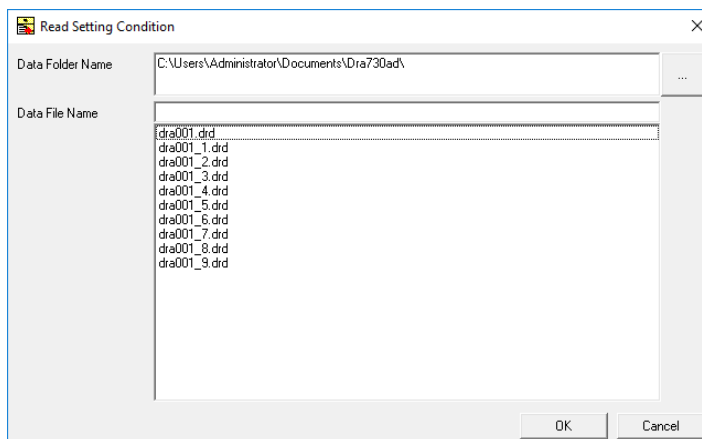 Read Setting Condition
Data Folder Name
C:\Users\Administrator\Documents\Dra730ad\
...
Data File Name
dra001.drd
dra001_1.drd
dra001_2.drd
dra001_3.drd
dra001_4.drd
dra001_5.drd
dra001_6.drd
dra001_7.drd
dra001_8.drd
dra001_9.drd
OK
Cancel